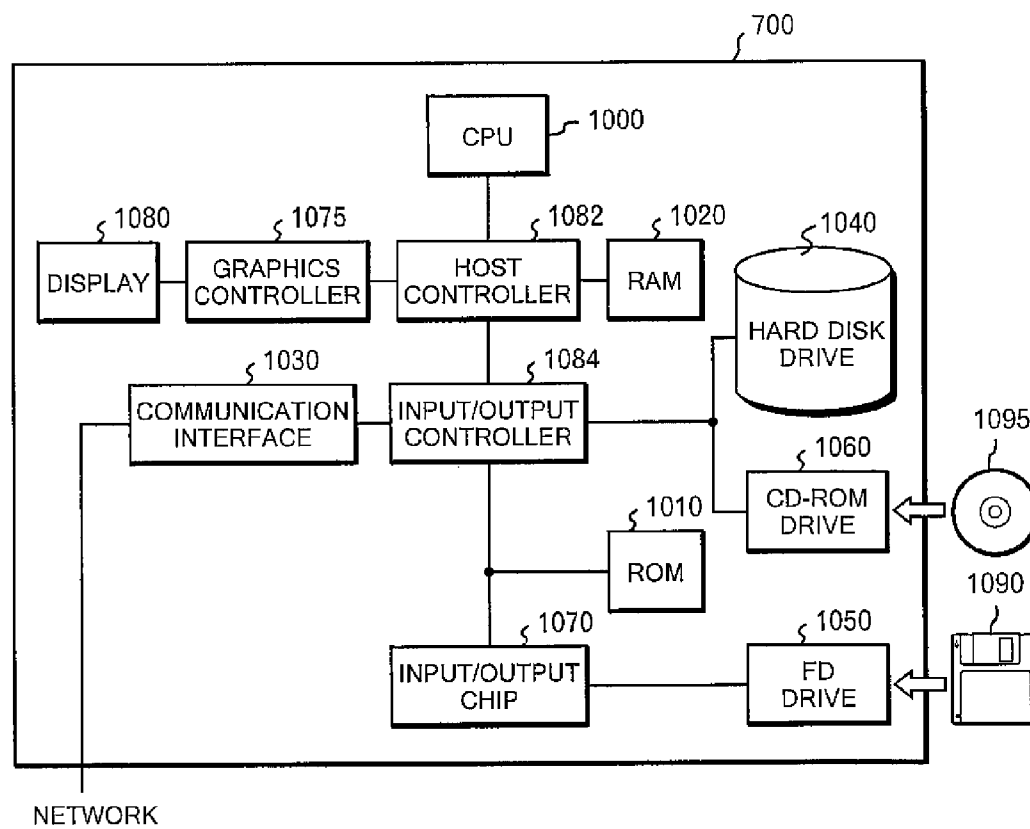 700
CPU
1000
1080
1075
1082
1020
1040
DISPLAY
GRAPHICS
CONTROLLER
HOST
CONTROLLER
RAM
HARD DISK
DRIVE
1030
1084
COMMUNICATION
INTERFACE
INPUT/OUTPUT
CONTROLLER
1060
1095
CD-ROM
DRIVE
1010
ROM
1090
1070
1050
INPUT/OUTPUT
CHIP
FD
DRIVE
NETWORK